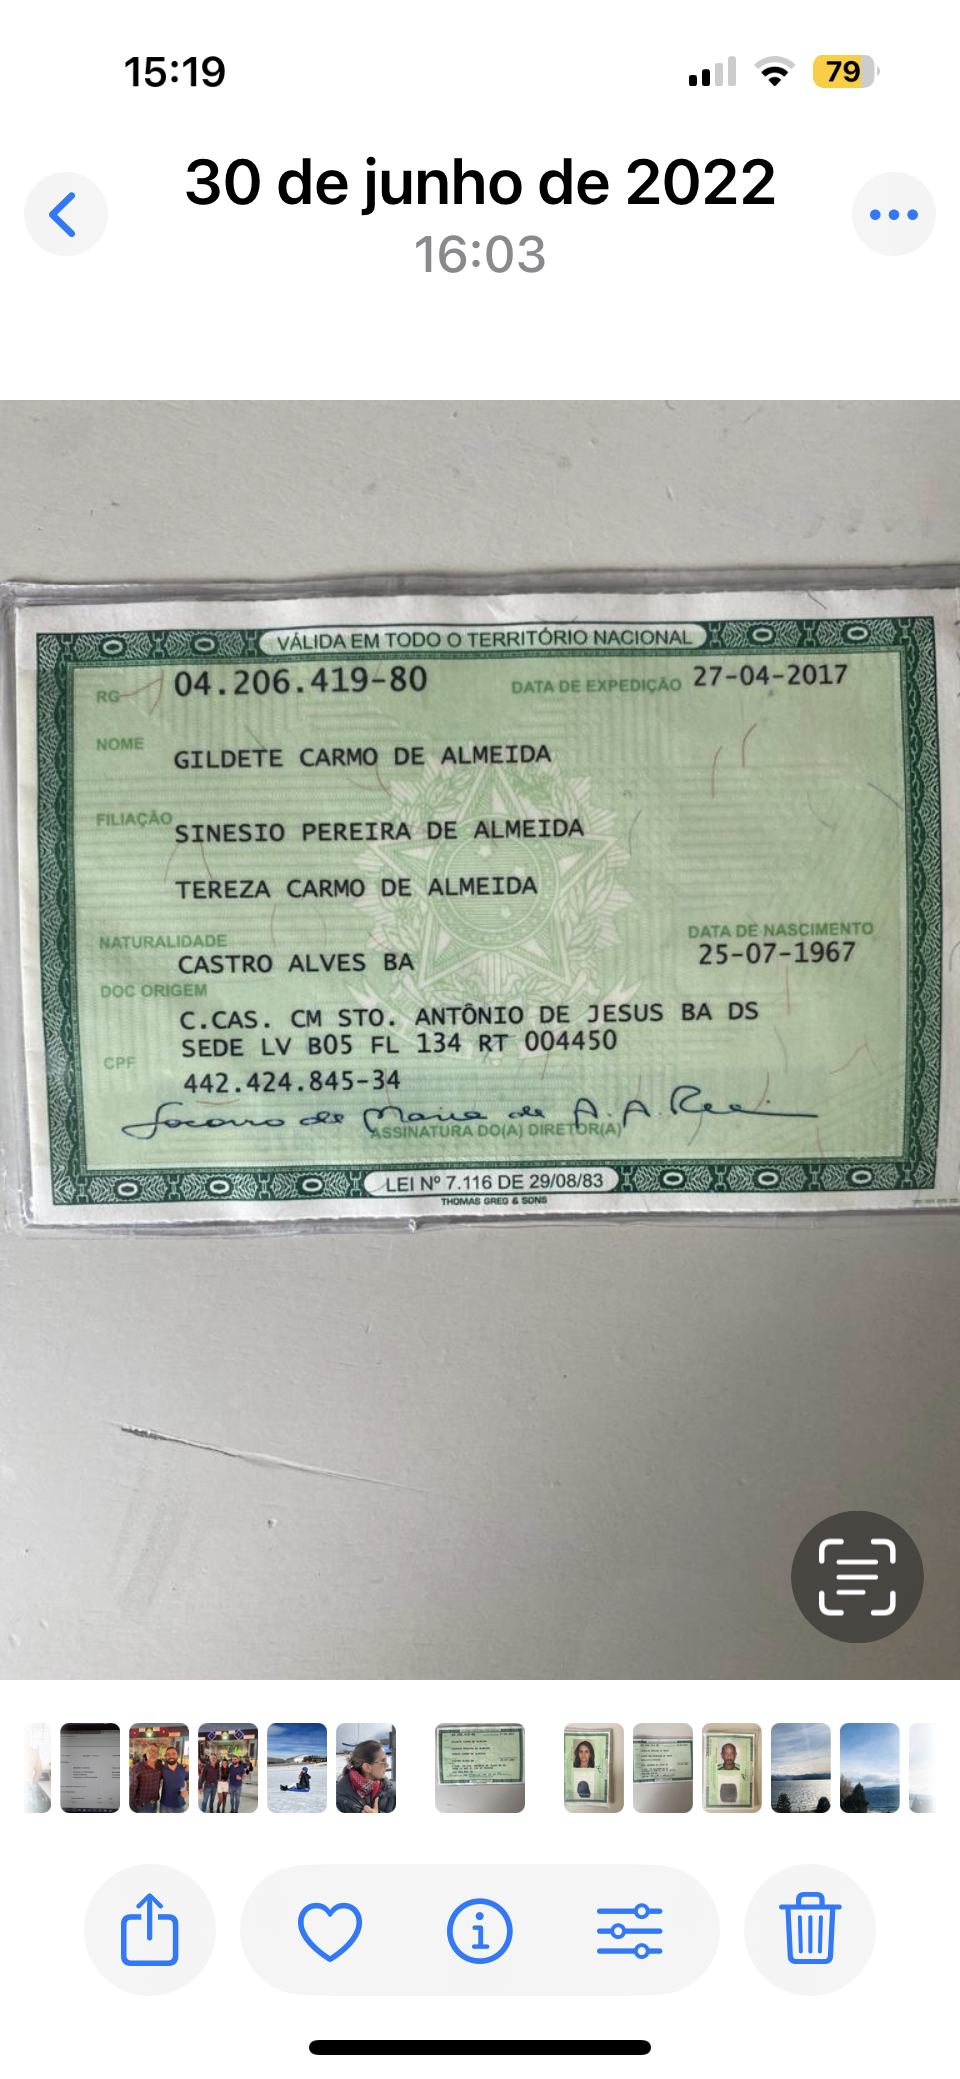 15:19
79
30 de junho de 2022
16:03
VÁLIDA EM TODO O TERRITÓRIO NACIONAL
RG 04.206.419-80 DATA DE EXPEDIÇÃO 27-04-2017
NOME GILDETE CARMO DE ALMEIDA
FILIAÇÃO SINESIO PEREIRA DE ALMEIDA
TEREZA CARMO DE ALMEIDA
NATURALIDADE DATA DE NASCIMENTO
CASTRO ALVES BA 25-07-1967
DOC ORIGEM
C.CAS. CM STO. ANTÔNIO DE JESUS BA DS
SEDE LV B05 FL 134 RT 004450
CPF
442.424.845-34
Socorro de Maria de A. A.
ASSINATURA DO(A) DIRETOR(A)
LEI Nº 7.116 DE 29/08/83
THOMAS GREG & SONS